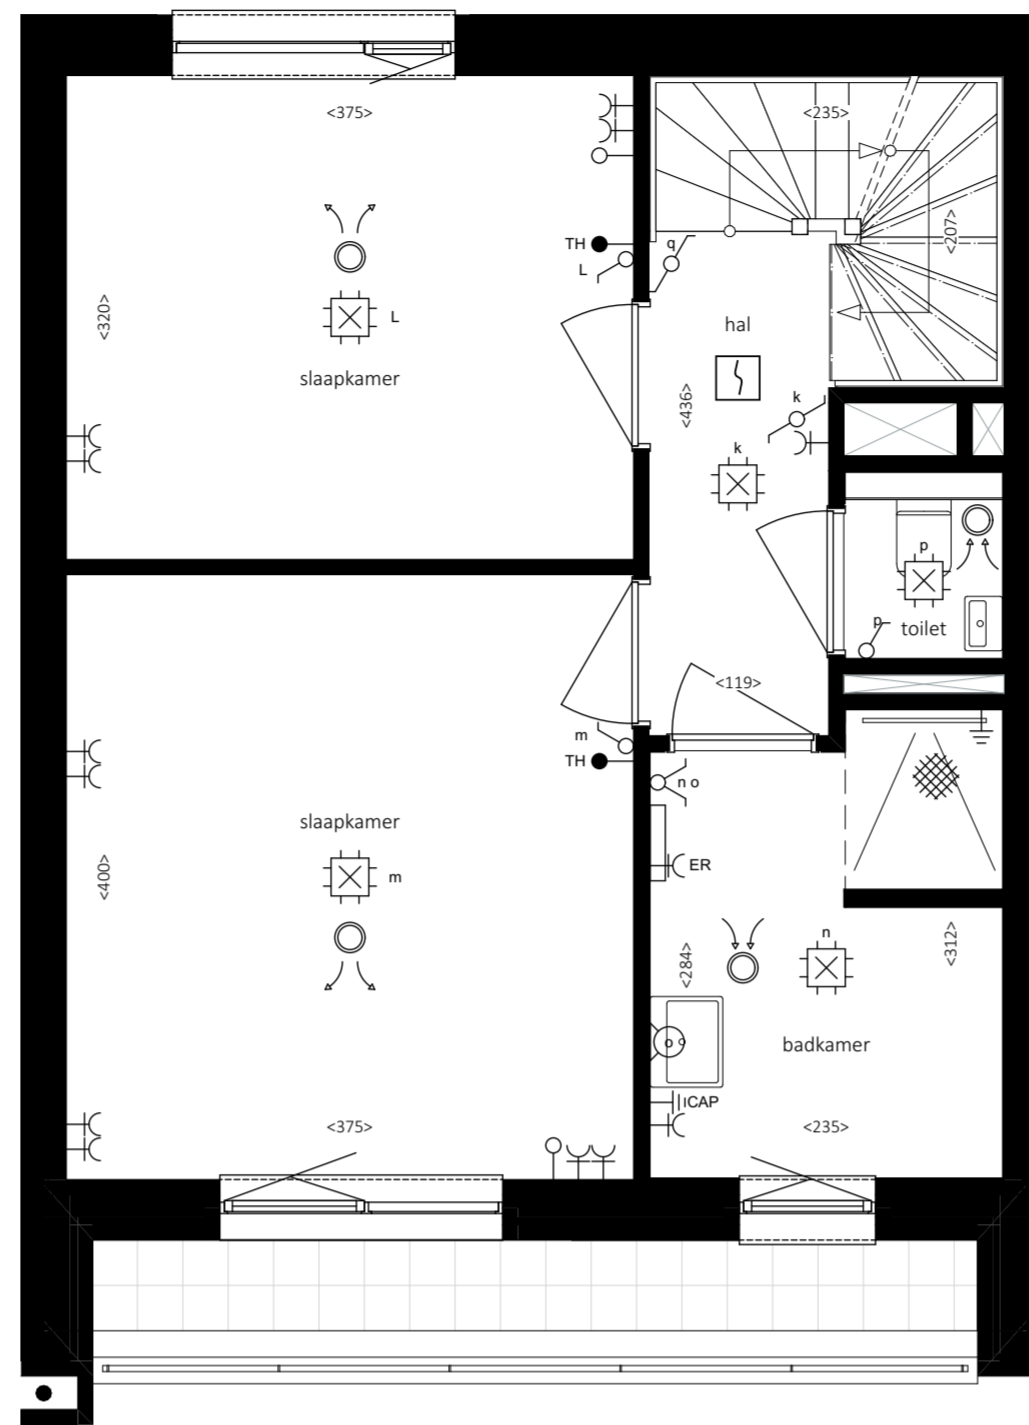 <375>
<235>
<207>
TH
L
q
<320>
L
hal
slaapkamer
<436>
k
k
p
p
toilet
<119>
m
TH
n o
slaapkamer
ER
<400>
m
n
<312>
<284>
badkamer
CAP
<375>
<235>